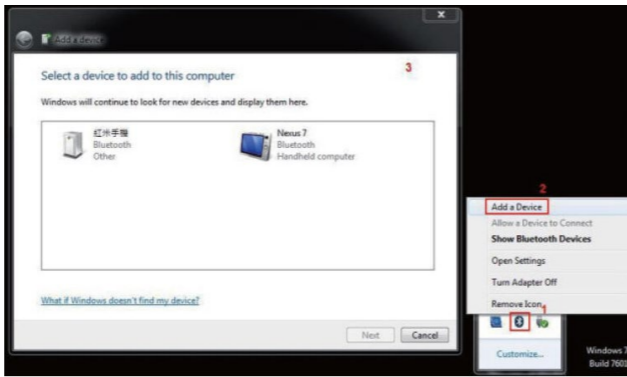 Add a device
Select a device to add to this computer
3
Windows will continue to look for new devices and display them here.
紅米手機
Bluetooth
Other
Nexus 7
Bluetooth
Handheld computer
What if Windows doesn't find my device?
Next
Cancel
2
Add a Device
Allow a Device to Connect
Show Bluetooth Devices
Open Settings
Turn Adapter Off
Remove Icon
1
Customize...
Windows 7
Build 7601